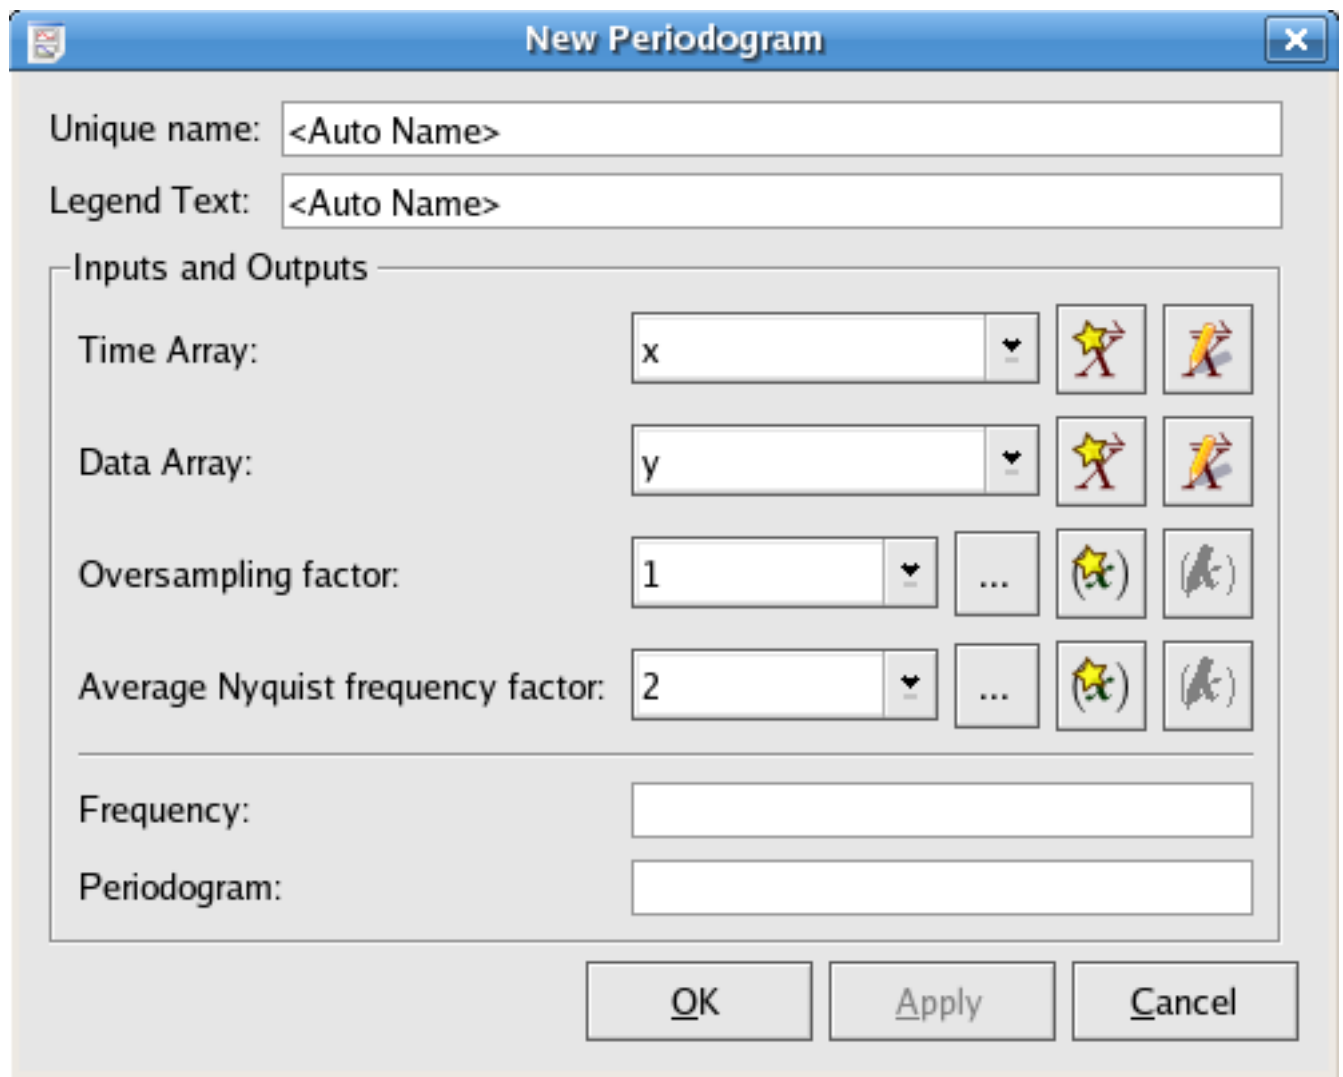 New Periodogram
Unique name: <Auto Name>
Legend Text: <Auto Name>
Inputs and Outputs
Time Array: x
Data Array: y
Oversampling factor: 1 ...
Average Nyquist frequency factor: 2 ...
Frequency:
Periodogram:
OK Apply Cancel